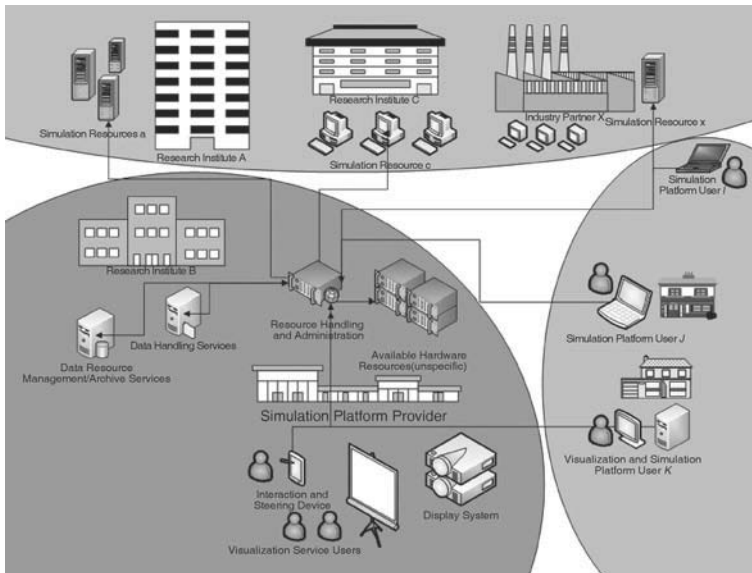 Simulation Resources a
Research Institute A
Research Institute C
Simulation Resource c
Industry Partner X
Simulation Resource x
Simulation
Platform User I
Research Institute B
Data Resource
Management/Archive Services
Data Handling Services
Resource Handling
and Administration
Available Hardware
Resources(unspecific)
Simulation Platform User J
Simulation Platform Provider
Visualization and Simulation
Platform User K
Interaction and
Steering Device
Display System
Visualization Service Users